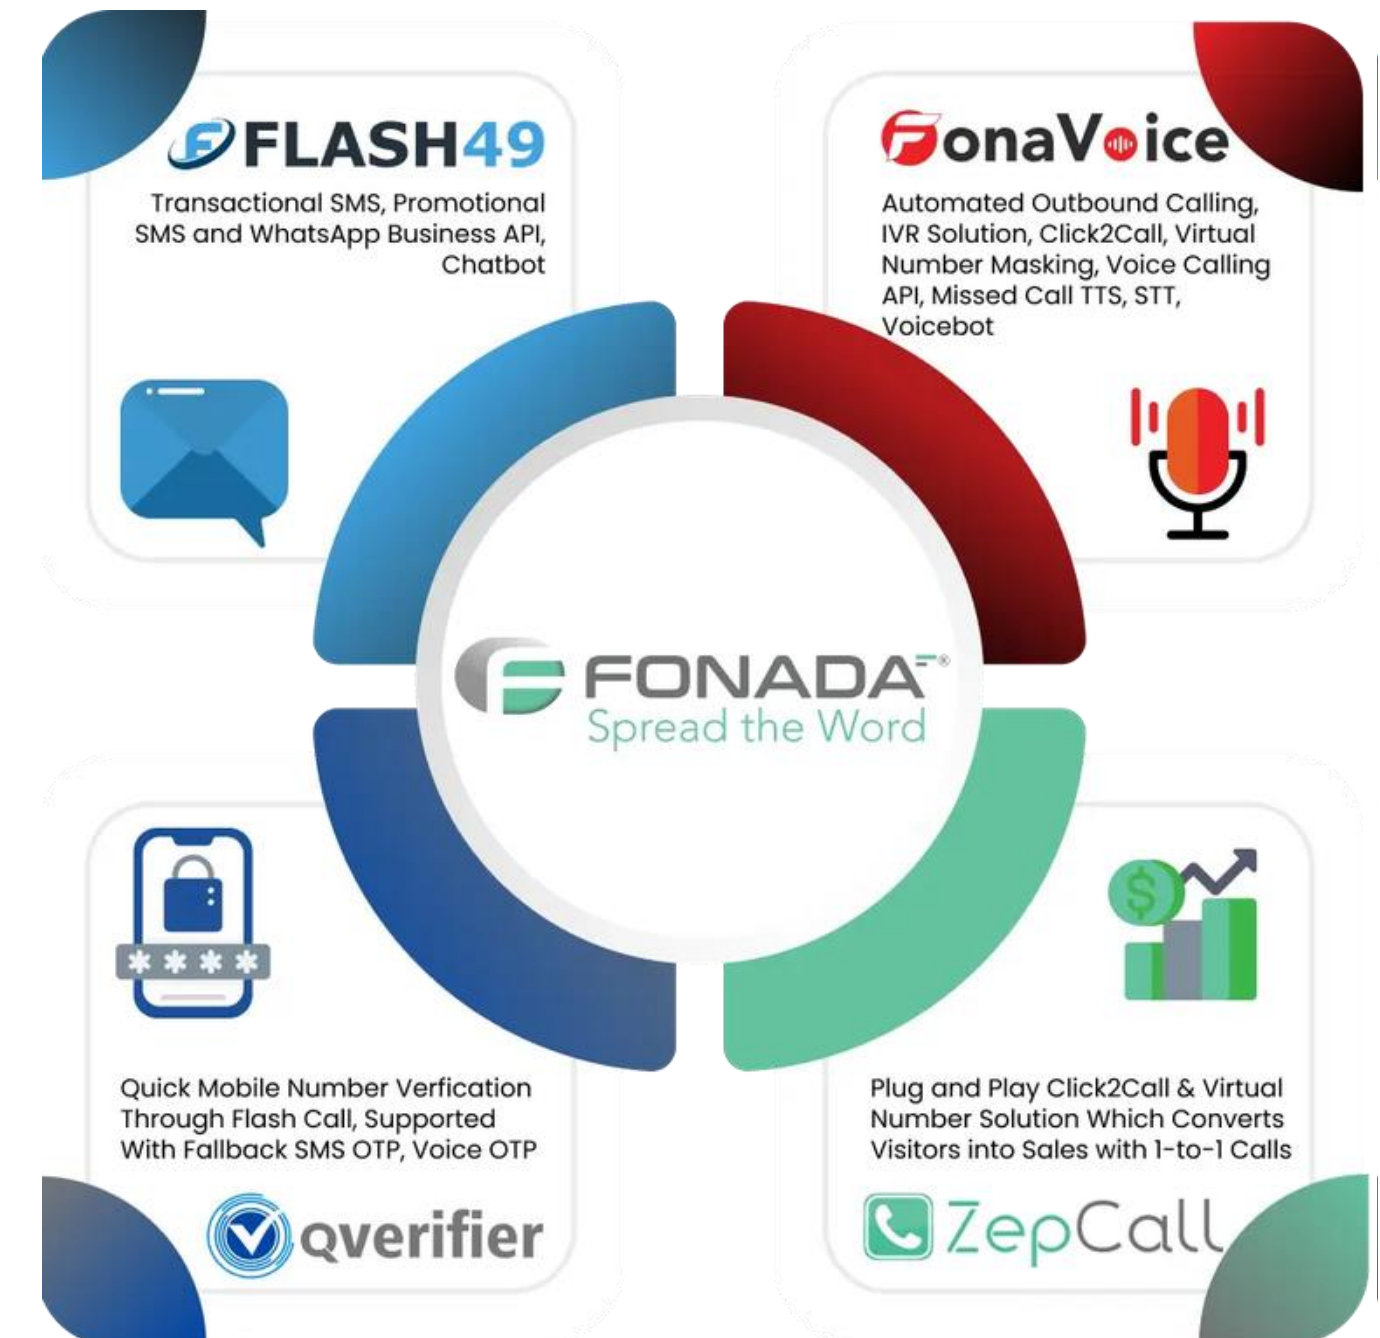 FLASH49
Transactional SMS, Promotional
SMS and WhatsApp Business API,
Chatbot
FonaVoice
Automated Outbound Calling,
IVR Solution, Click2Call, Virtual
Number Masking, Voice Calling
API, Missed Call TTS, STT,
Voicebot
FONADA®
Spread the Word
* * * *
Quick Mobile Number Verfication
Through Flash Call, Supported
With Fallback SMS OTP, Voice OTP
qverifier
$
Plug and Play Click2Call & Virtual
Number Solution Which Converts
Visitors into Sales with 1-to-1 Calls
ZepCall